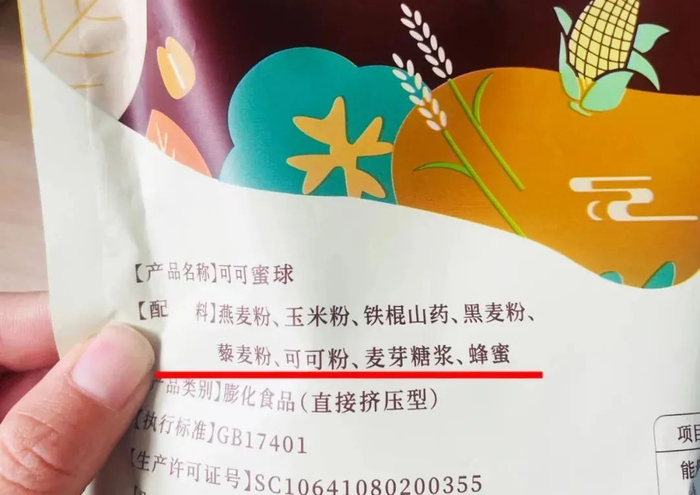 【产品名称】可可蜜球
【配 料】燕麦粉、玉米粉、铁棍山药、黑麦粉、
藜麦粉、可可粉、麦芽糖浆、蜂蜜
产品类别】膨化食品(直接挤压型)
【执行标准】GB17401
【生产许可证号】SC10641080200355
项目
能